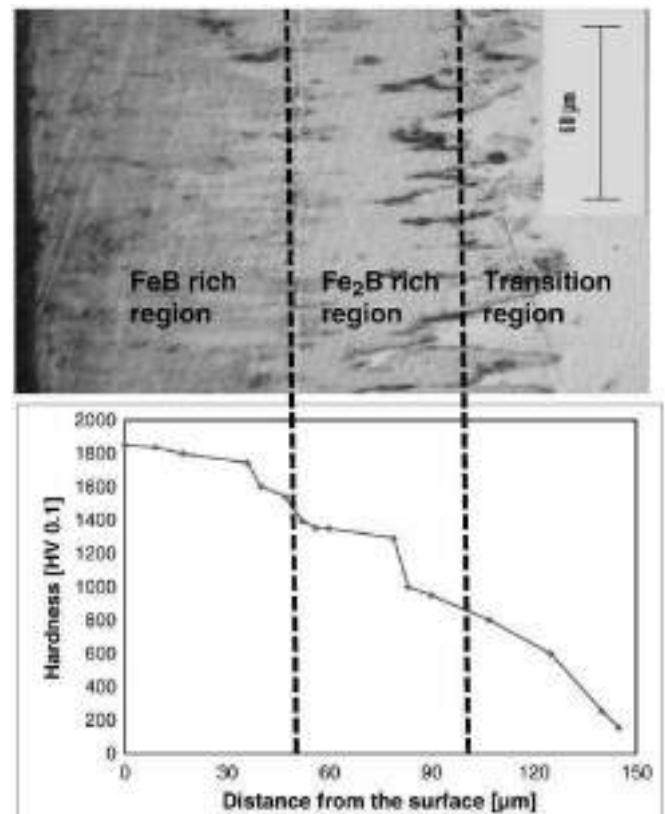 FeB rich
region
Fe₂B rich
region
Transition
region
2000
1800
1600
1400
1200
1000
800
600
400
200
0
Hardness [HV 0.1]
0 30 60 90 120 150
Distance from the surface [µm]